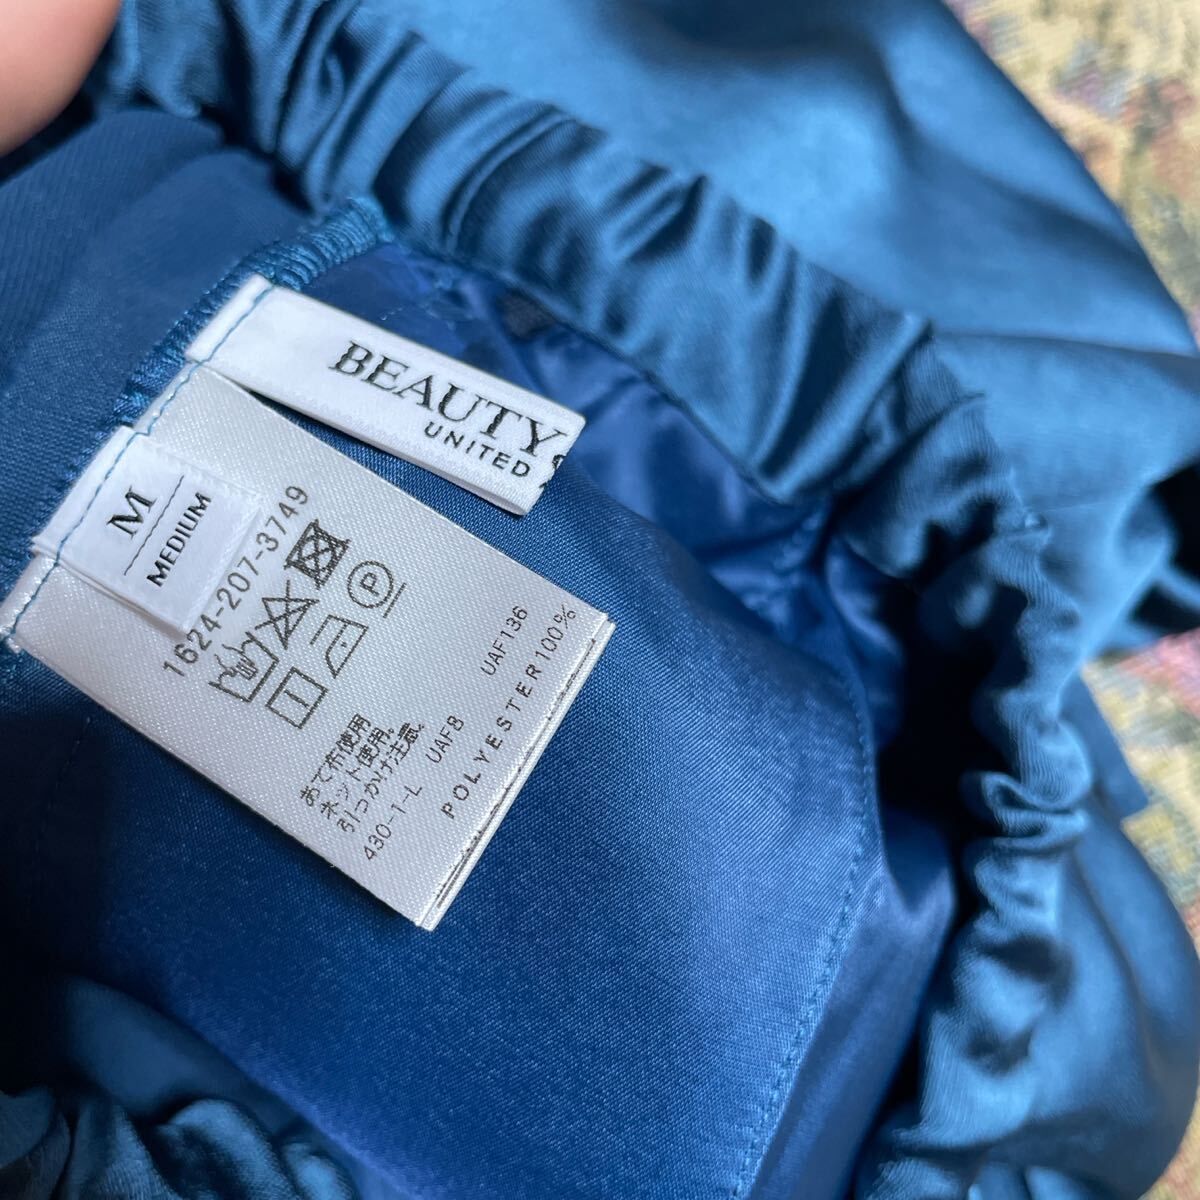 BEAUTY
UNITED
M
MEDIUM
1624-207-3749
P
あて布使用
ネット使用。
引っかけ注意。
430-1-L UAF8
UAF136
POLYESTER100%